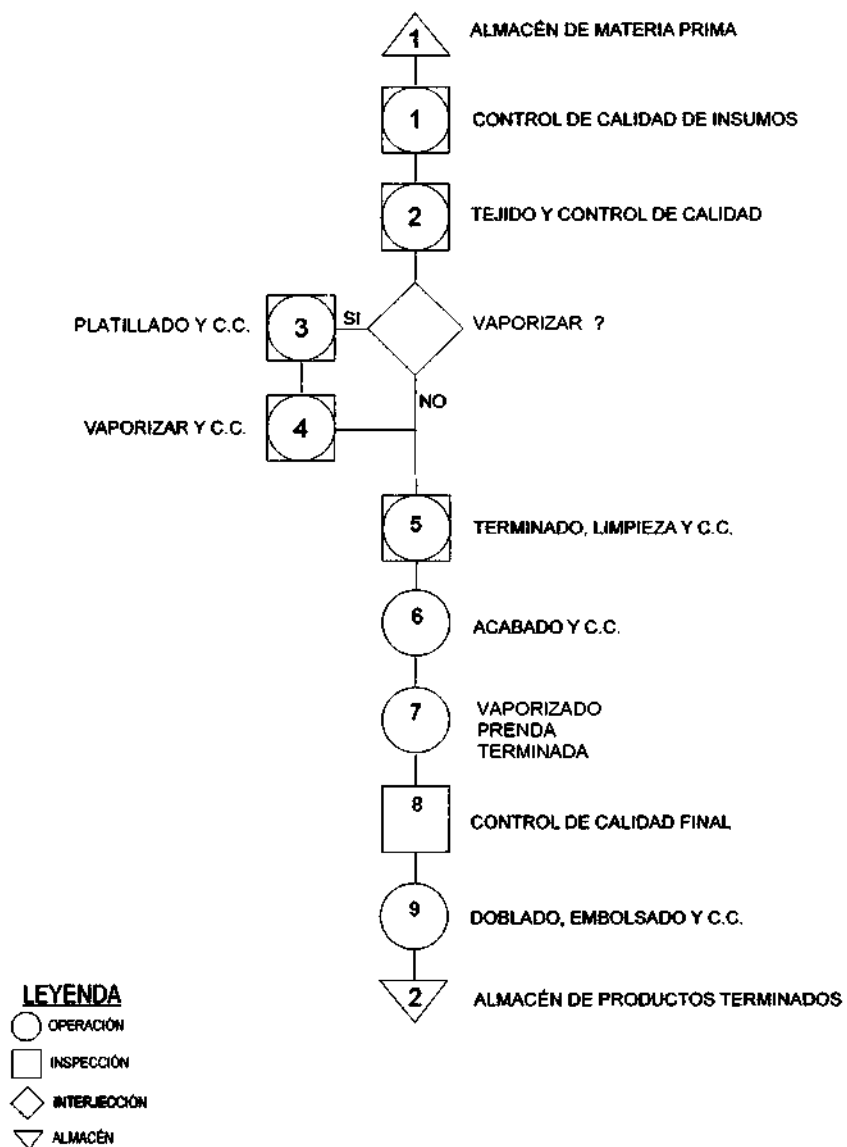 1 ALMACÉN DE MATERIA PRIMA
1 CONTROL DE CALIDAD DE INSUMOS
2 TEJIDO Y CONTROL DE CALIDAD
PLATILLADO Y C.C. 3 SI VAPORIZAR ?
NO
VAPORIZAR Y C.C. 4
5 TERMINADO, LIMPIEZA Y C.C.
6 ACABADO Y C.C.
7 VAPORIZADO
PRENDA
TERMINADA
8 CONTROL DE CALIDAD FINAL
9 DOBLADO, EMBOLSADO Y C.C.
2 ALMACÉN DE PRODUCTOS TERMINADOS
LEYENDA
OPERACIÓN
INSPECCIÓN
INTERJECCIÓN
ALMACÉN